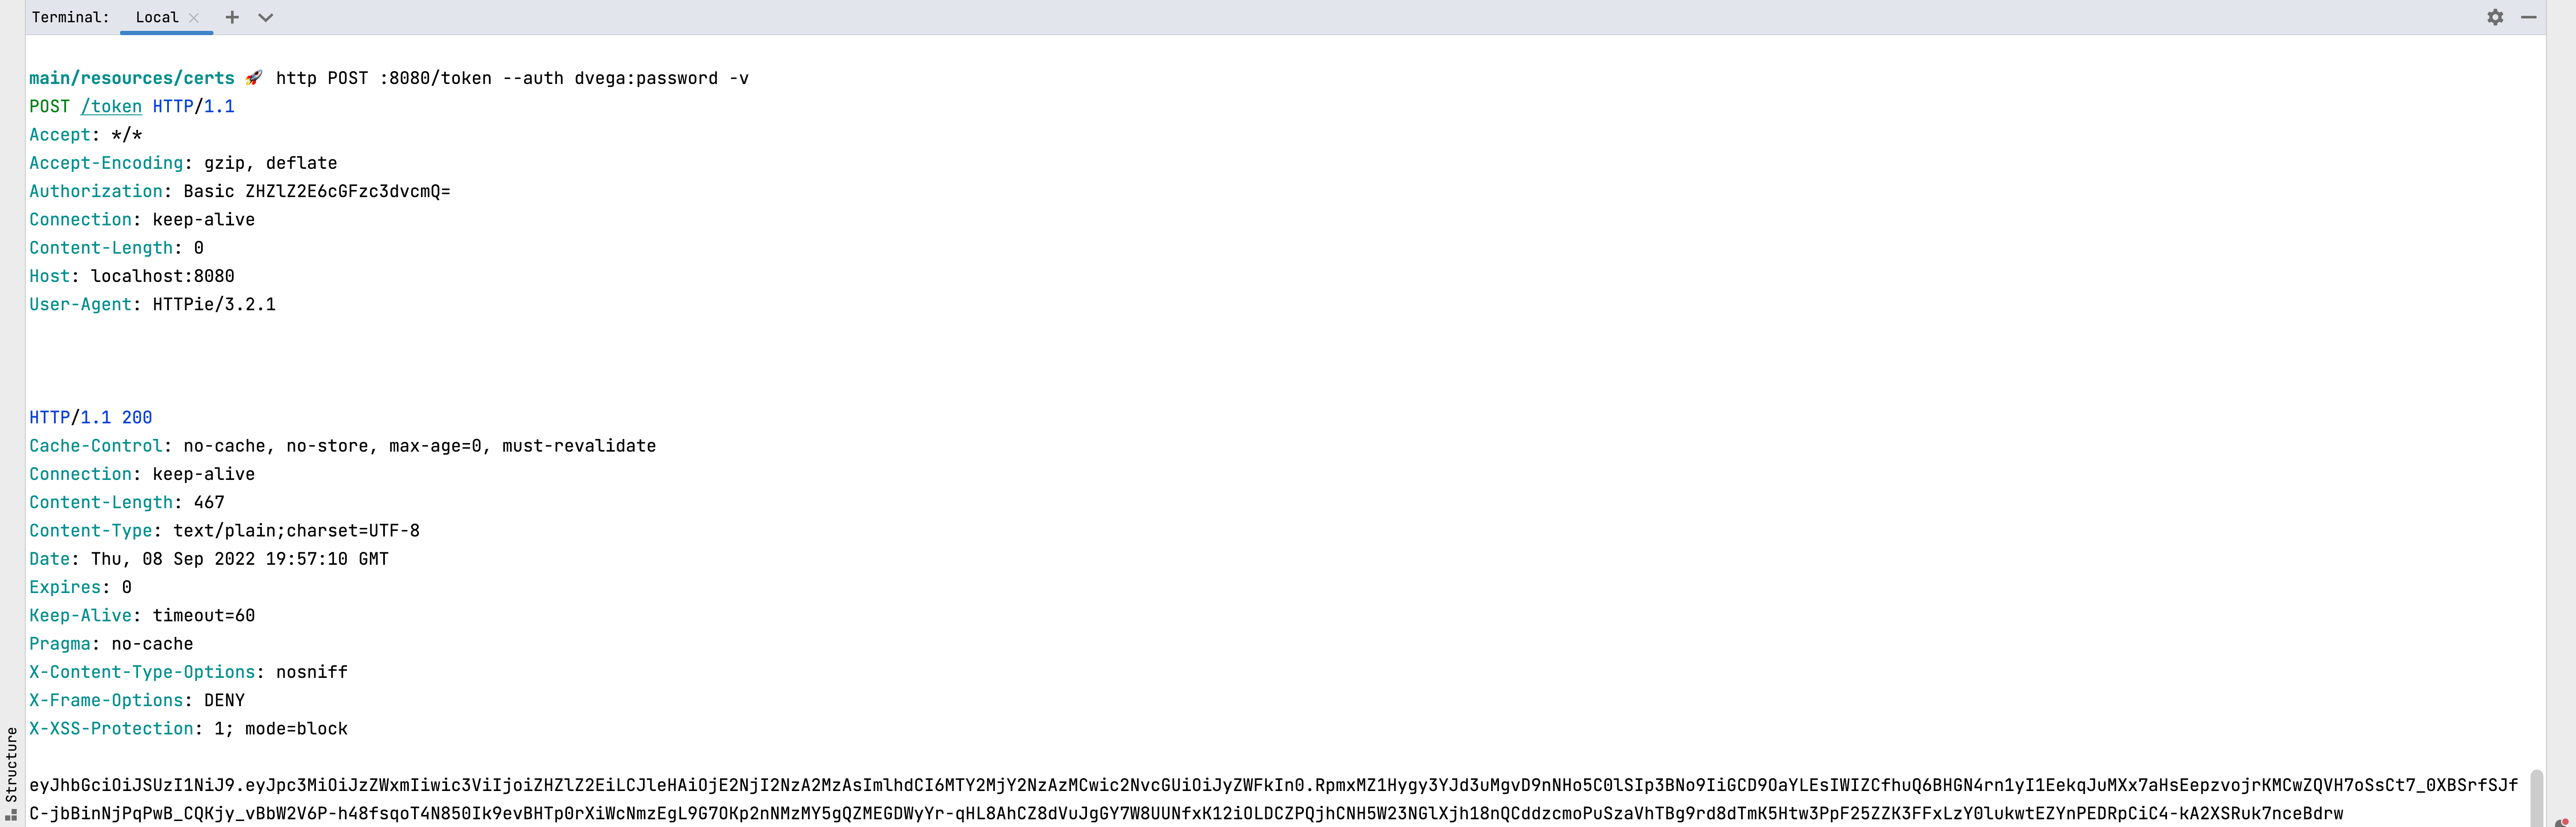 Terminal: Local
main/resources/certs 🚀 http POST :8080/token --auth dvega:password -v
POST /token HTTP/1.1
Accept: */*
Accept-Encoding: gzip, deflate
Authorization: Basic ZHZlZ2E6cGFzc3dvcmQ=
Connection: keep-alive
Content-Length: 0
Host: localhost:8080
User-Agent: HTTPie/3.2.1
HTTP/1.1 200
Cache-Control: no-cache, no-store, max-age=0, must-revalidate
Connection: keep-alive
Content-Length: 467
Content-Type: text/plain;charset=UTF-8
Date: Thu, 08 Sep 2022 19:57:10 GMT
Expires: 0
Keep-Alive: timeout=60
Pragma: no-cache
X-Content-Type-Options: nosniff
X-Frame-Options: DENY
X-XSS-Protection: 1; mode=block
eyJhbGciOiJSUzI1NiJ9.eyJpc3MiOiJzZWxmIiwic3ViIjoiZHZlZ2EiLCJleHAiOjE2NjI2NzA2MzAsImlhdCI6MTY2MjY2NzAzMCwic2NvcGUiOiJyZWFkIn0.RpmxMZ1Hygy3YJd3uMgvD9nNHo5C0lSIp3BNo9IiGCD9OaYLEsIWIZCfhuQ6BHGN4rn1yI1EekqJuMXx7aHsEepzvojrKMCwZQVH7oSsCt7_0XBSrfSJf
C-jbBinNjPqPwB_CQKjy_vBbW2V6P-h48fsqoT4N850Ik9evBHTp0rXiWcNmzEgL9G7OKp2nNMzMY5gQZMEGDWyYr-qHL8AhCZ8dVuJgGY7W8UUNfxK12iOLDCZPQjhCNH5W23NGlXjh18nQCddzcmoPuSzaVhTBg9rd8dTmK5Htw3PpF25ZZK3FFxLzY0lukwtEZYnPEDRpCiC4-kA2XSRuk7nceBdrw
Structure